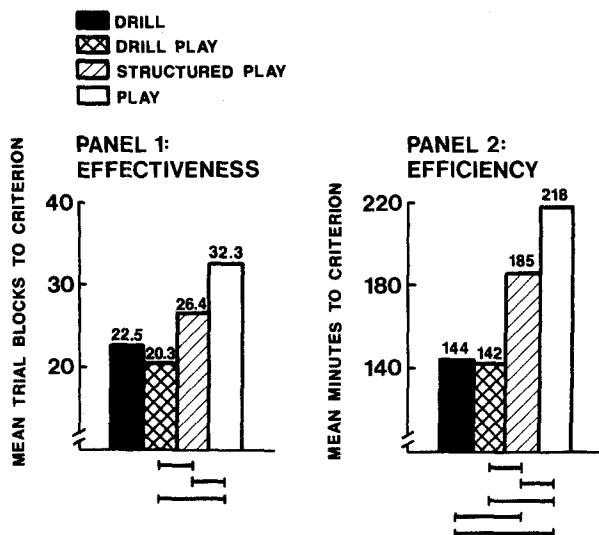 DRILL
DRILL PLAY
STRUCTURED PLAY
PLAY
PANEL 1:
EFFECTIVENESS
MEAN TRIAL BLOCKS TO CRITERION
40
30
20
22.5
20.3
26.4
32.3
PANEL 2:
EFFICIENCY
MEAN MINUTES TO CRITERION
220
180
140
144
142
185
218